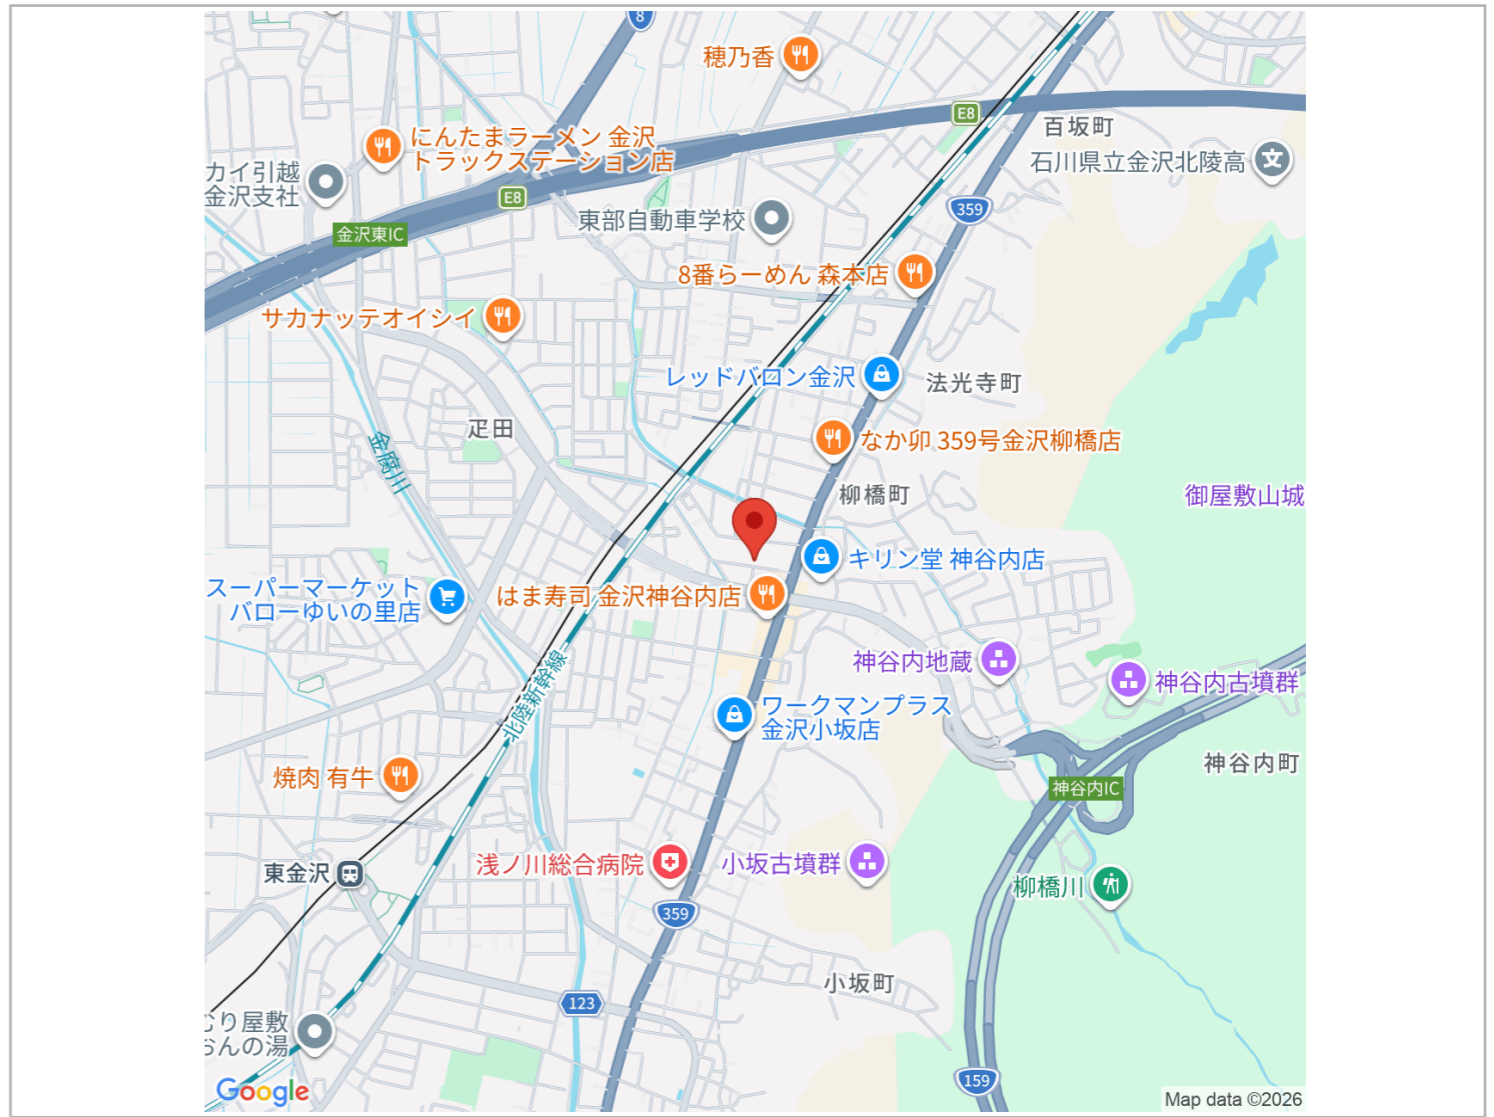 8
穂乃香
E8
百坂町
にんたまラーメン 金沢
トラックステーション店
石川県立金沢北陵高
カイ引越
金沢支社
E8
359
東部自動車学校
金沢東IC
8番らーめん 森本店
サカナッテオイシイ
レッドバロン金沢
法光寺町
疋田
なか卯 359号金沢柳橋店
金腐川
柳橋町
御屋敷山城
キリン堂 神谷内店
スーパーマーケット
バローゆいの里店
はま寿司 金沢神谷内店
神谷内地蔵
神谷内古墳群
北陸新幹線
ワークマンプラス
金沢小坂店
神谷内町
焼肉 有牛
神谷内IC
浅ノ川総合病院
小坂古墳群
東金沢
柳橋川
359
小坂町
123
り屋敷
んの湯
159
Google
Map data ©2026